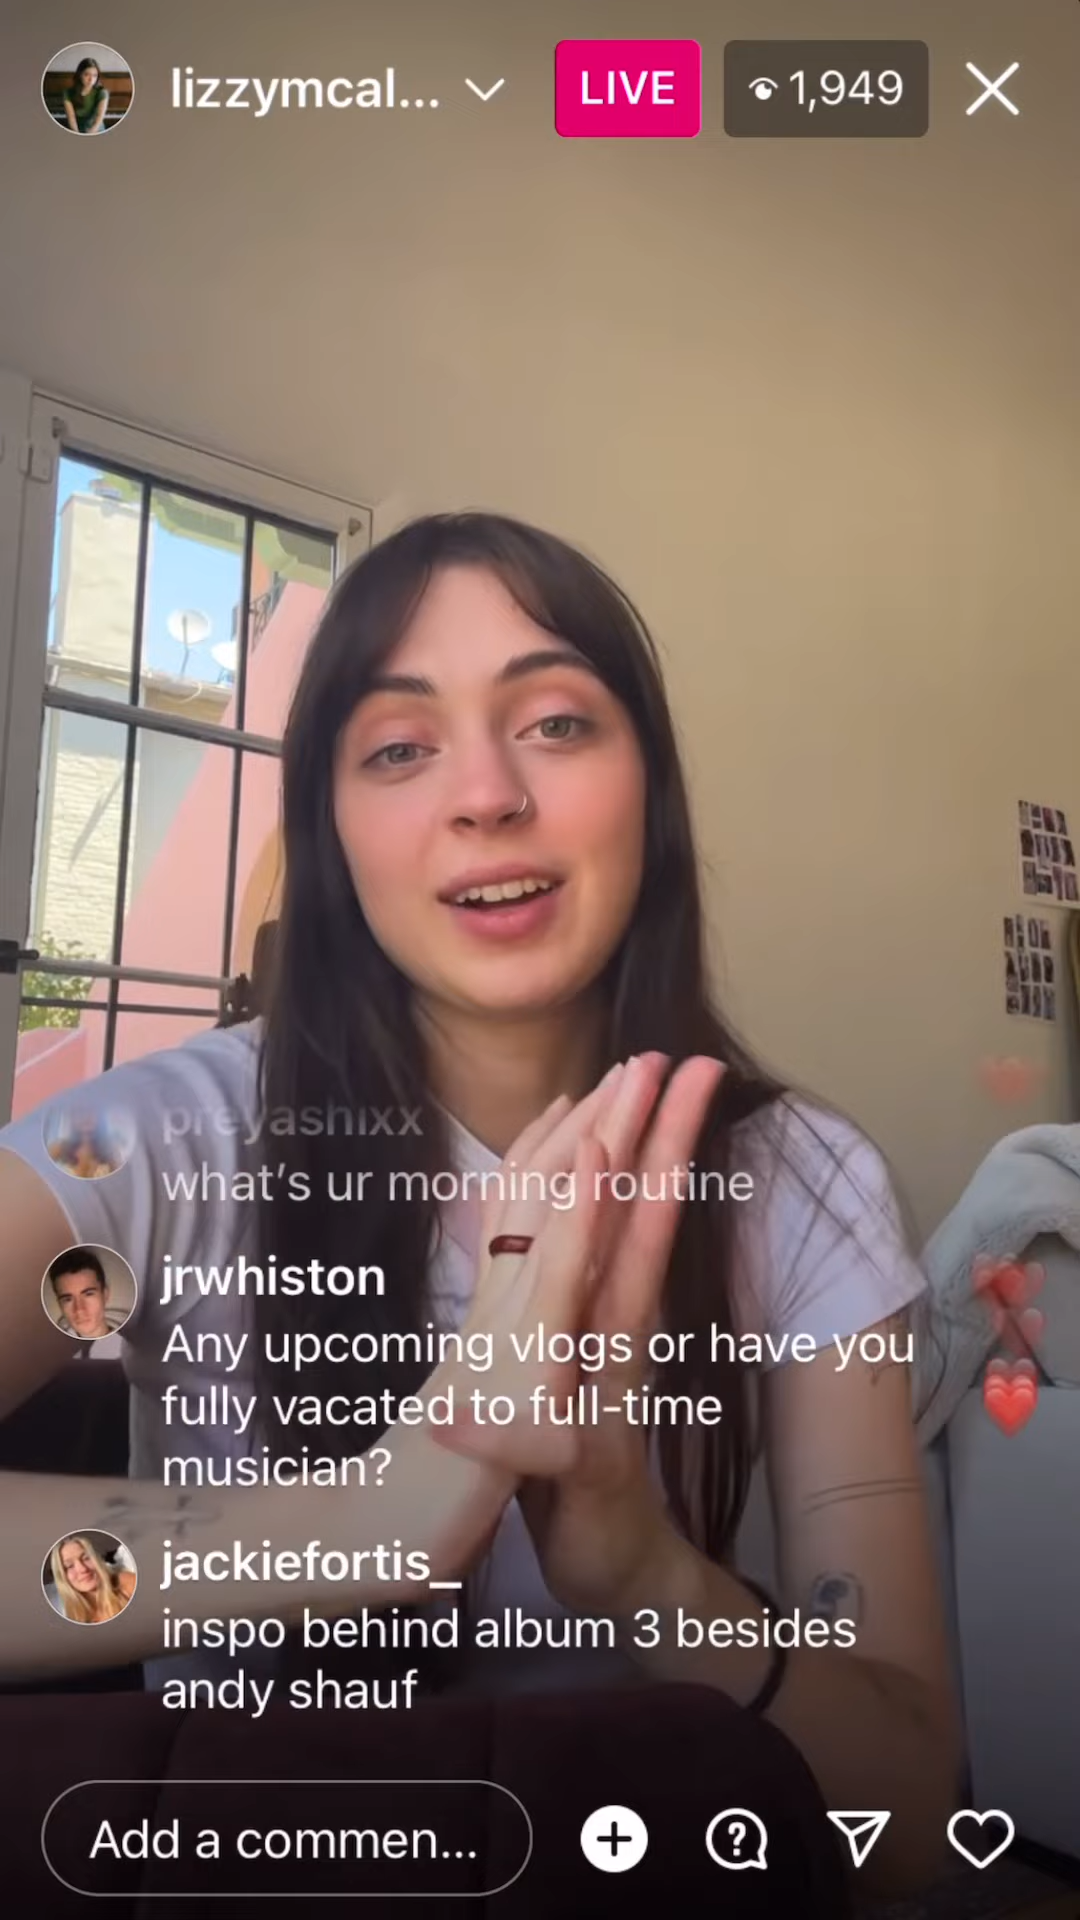 lizzymcal...
LIVE
1,949
preyashixx
what's ur morning routine
jrwhiston
Any upcoming vlogs or have you
fully vacated to full-time
musician?
jackiefortis_
inspo behind album 3 besides
andy shauf
Add a commen...